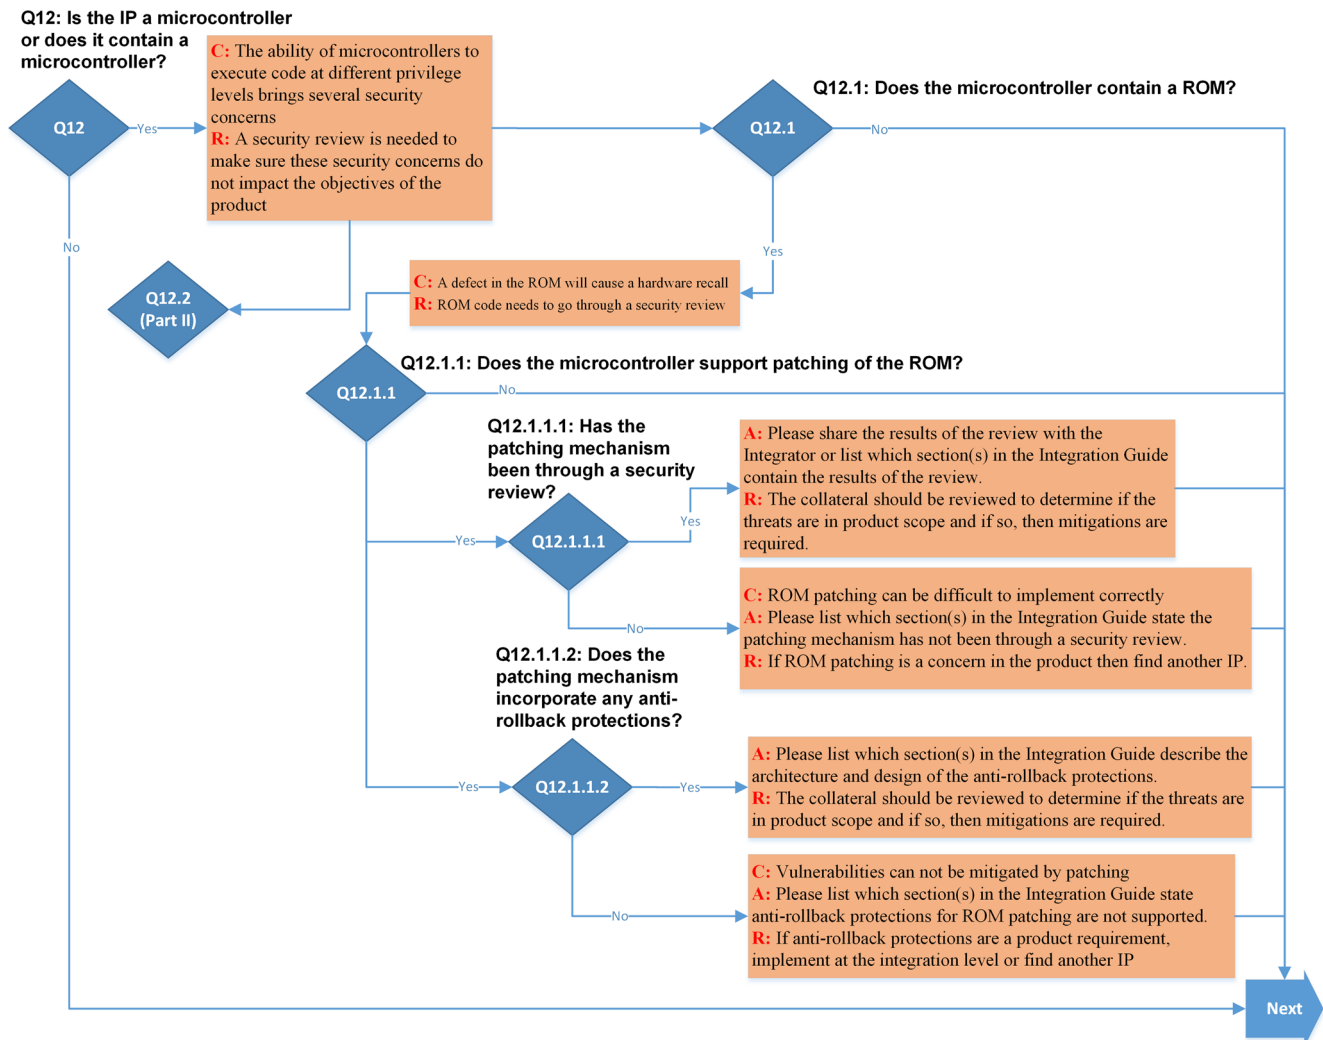 Q12: Is the IP a microcontroller
or does it contain a
microcontroller?
Q12
Yes
C: The ability of microcontrollers to
execute code at different privilege
levels brings several security
concerns
R: A security review is needed to
make sure these security concerns do
not impact the objectives of the
product
Q12.1: Does the microcontroller contain a ROM?
Q12.1
No
No
Yes
Q12.2
(Part II)
C: A defect in the ROM will cause a hardware recall
R: ROM code needs to go through a security review
Q12.1.1: Does the microcontroller support patching of the ROM?
Q12.1.1
No
Q12.1.1.1: Has the
patching mechanism
been through a security
review?
Yes
Q12.1.1.1
Yes
A: Please share the results of the review with the
Integrator or list which section(s) in the Integration Guide
contain the results of the review.
R: The collateral should be reviewed to determine if the
threats are in product scope and if so, then mitigations are
required.
No
C: ROM patching can be difficult to implement correctly
A: Please list which section(s) in the Integration Guide state the
patching mechanism has not been through a security review.
R: If ROM patching is a concern in the product then find another IP.
Q12.1.1.2: Does the
patching mechanism
incorporate any anti-
rollback protections?
Yes
Q12.1.1.2
Yes
A: Please list which section(s) in the Integration Guide describe the
architecture and design of the anti-rollback protections.
R: The collateral should be reviewed to determine if the threats are
in product scope and if so, then mitigations are required.
No
C: Vulnerabilities can not be mitigated by patching
A: Please list which section(s) in the Integration Guide state
anti-rollback protections for ROM patching are not supported.
R: If anti-rollback protections are a product requirement,
implement at the integration level or find another IP
Next